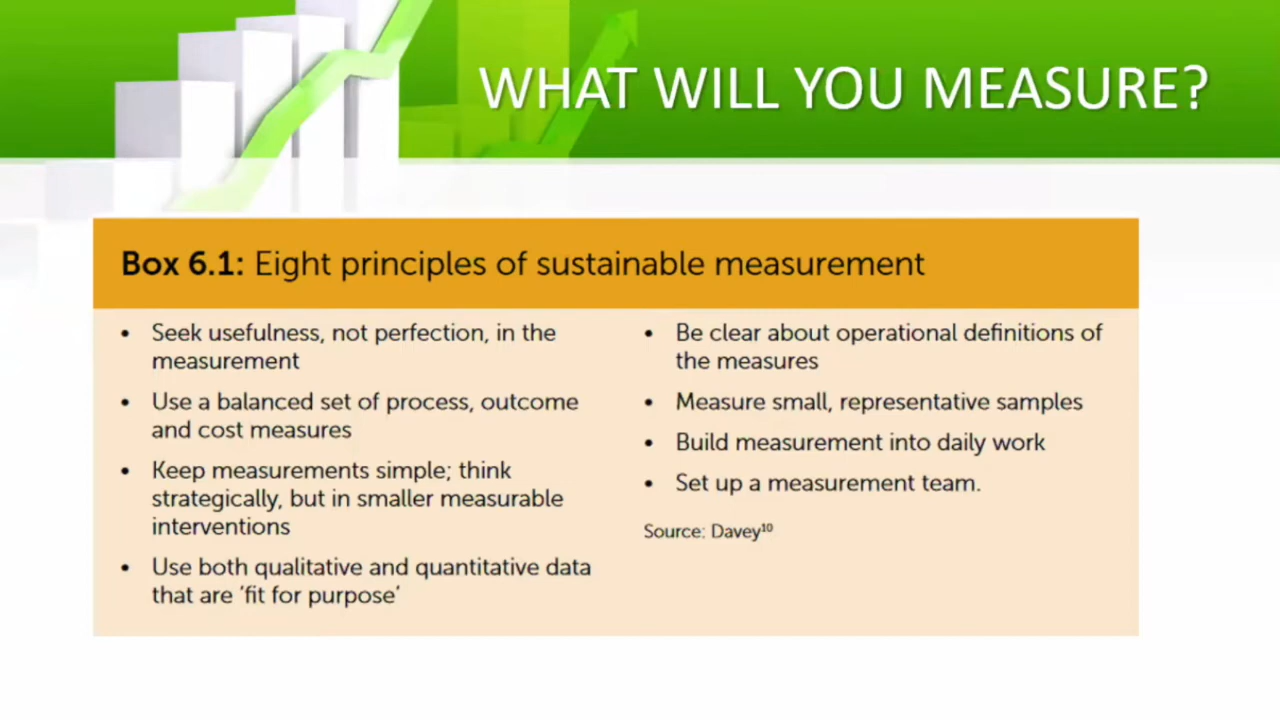 WHAT WILL YOU MEASURE?
Box 6.1: Eight principles of sustainable measurement
• Seek usefulness, not perfection, in the
measurement
• Use a balanced set of process, outcome
and cost measures
• Keep measurements simple; think
strategically, but in smaller measurable
interventions
• Use both qualitative and quantitative data
that are ‘fit for purpose’
• Be clear about operational definitions of
the measures
• Measure small, representative samples
• Build measurement into daily work
• Set up a measurement team.
Source: Davey¹⁰